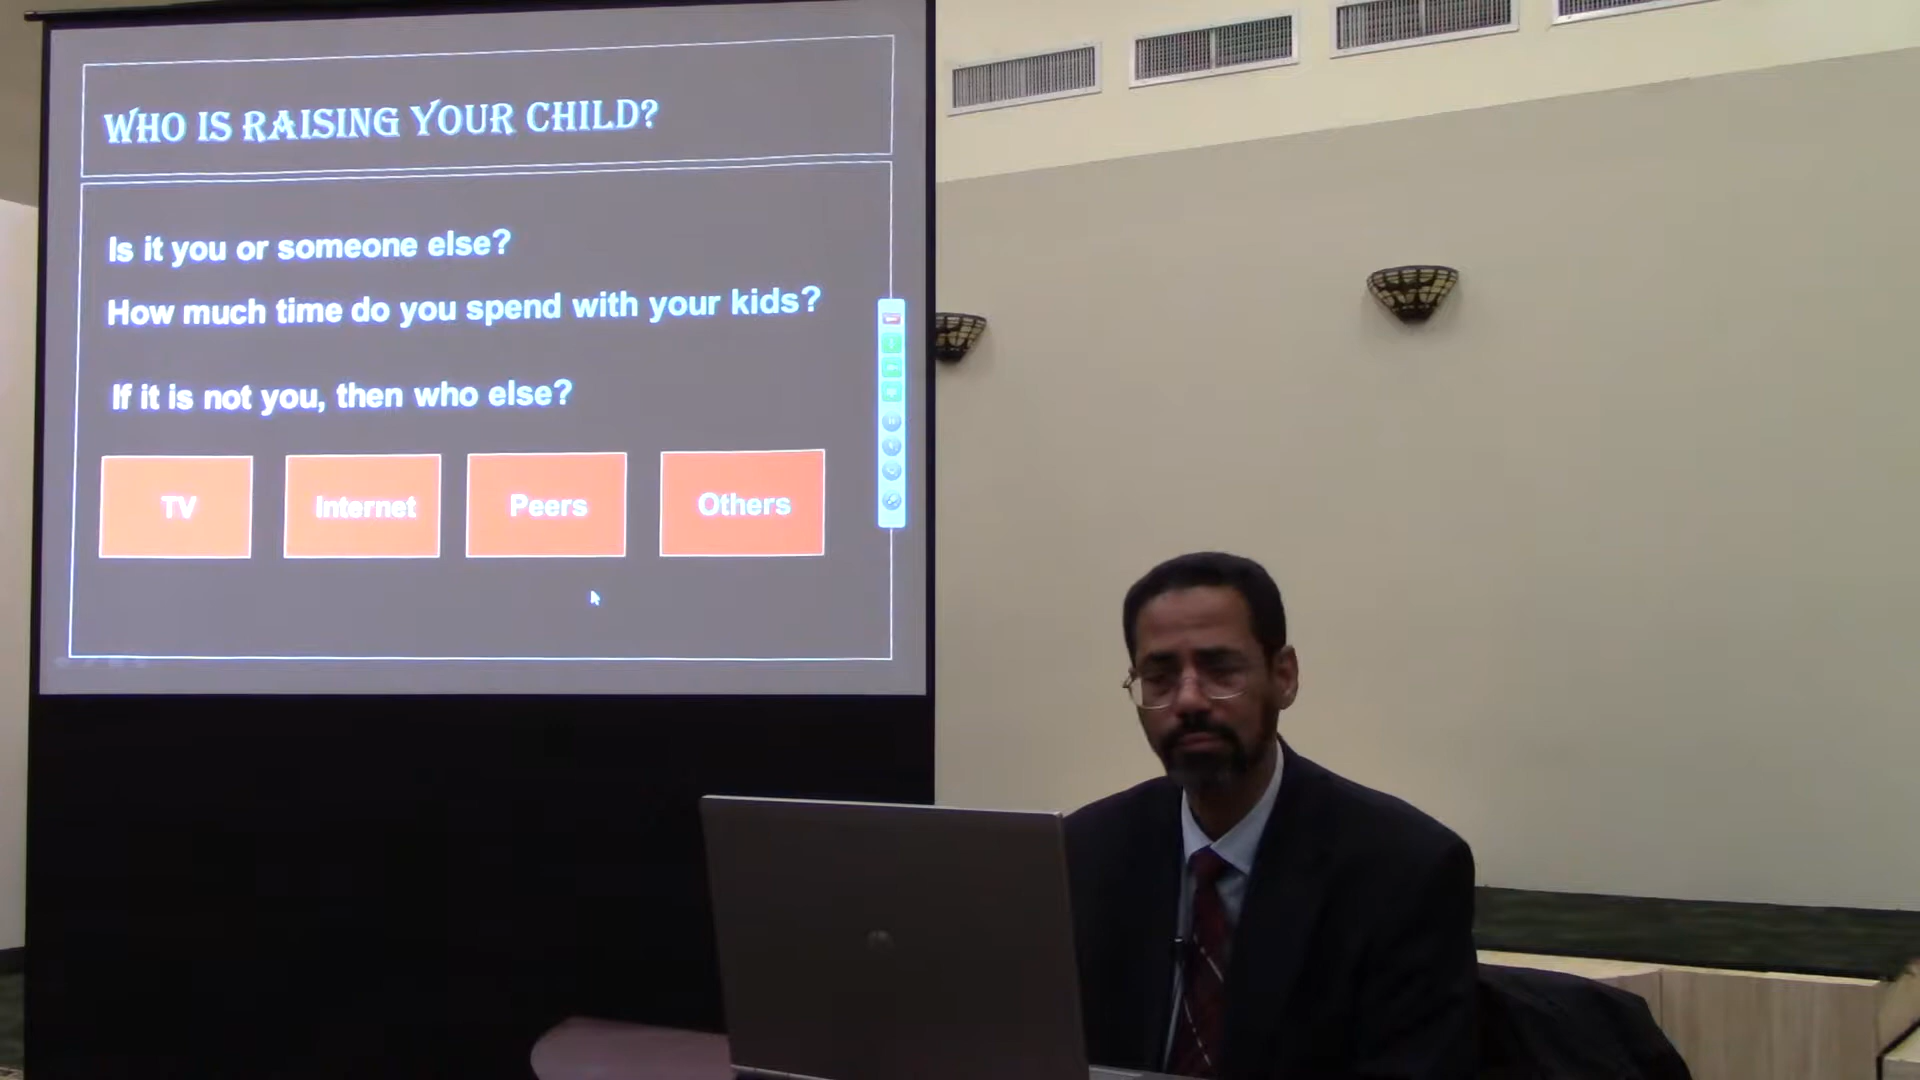 WHO IS RAISING YOUR CHILD?
Is it you or someone else?
How much time do you spend with your kids?
If it is not you, then who else?
TV Internet Peers Others